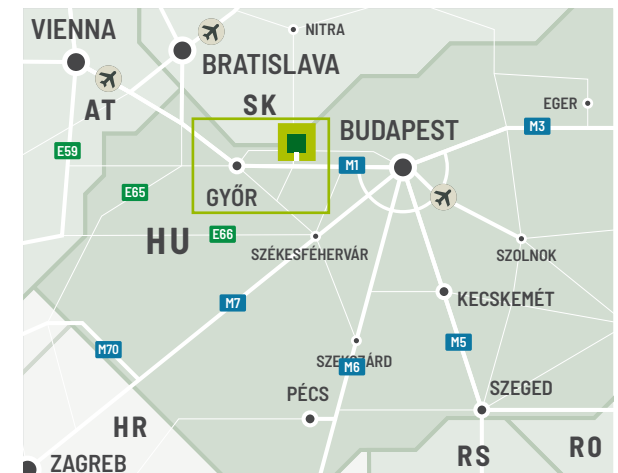 VIENNA
NITRA
BRATISLAVA
AT
SK
EGER
BUDAPEST
M3
E59
M1
E65
GYŐR
HU
E66
SZÉKESFEHÉRVÁR
SZOLNOK
M7
KECSKEMÉT
M70
M5
SZEKSZÁRD
M6
PÉCS
SZEGED
HR
RS
RO
ZAGREB